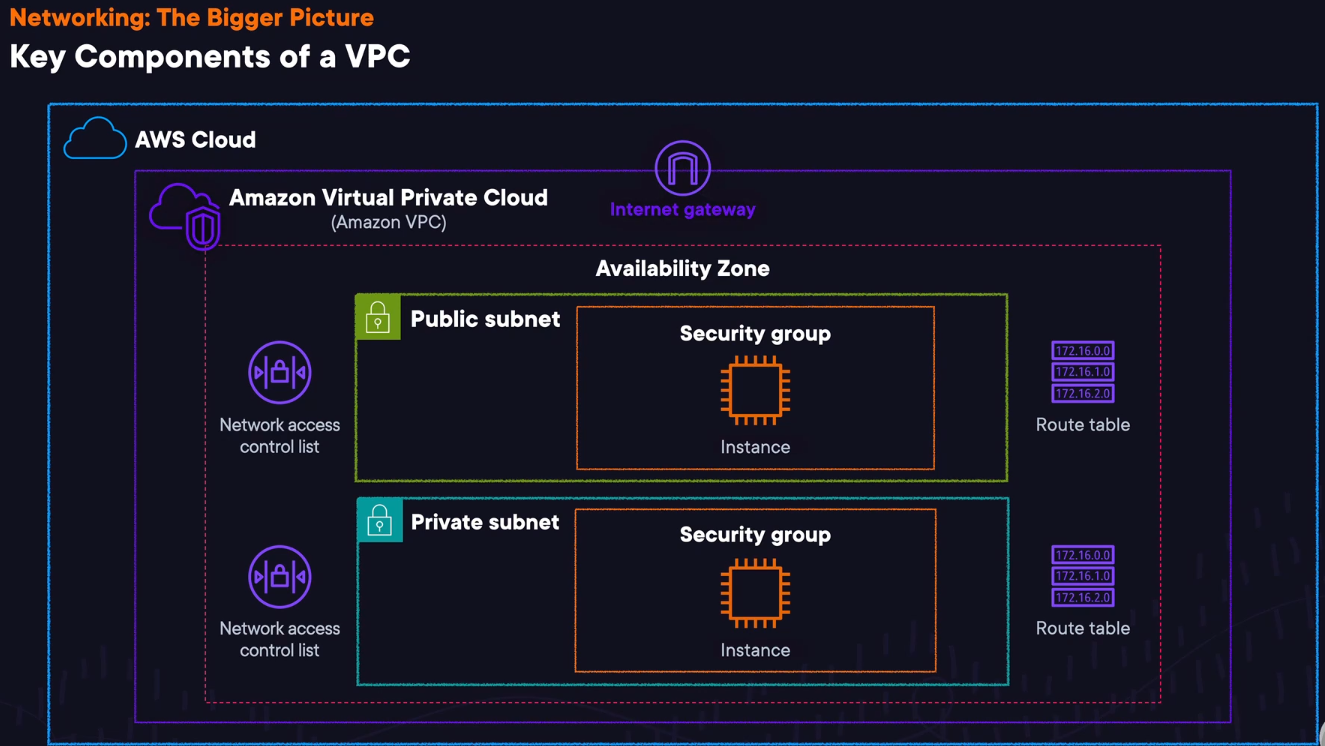 Networking: The Bigger Picture
Key Components of a VPC
AWS Cloud
Amazon Virtual Private Cloud
(Amazon VPC)
Internet gateway
Availability Zone
Public subnet
Security group
Instance
Network access
control list
172.16.0.0
172.16.1.0
172.16.2.0
Route table
Private subnet
Security group
Instance
Network access
control list
172.16.0.0
172.16.1.0
172.16.2.0
Route table